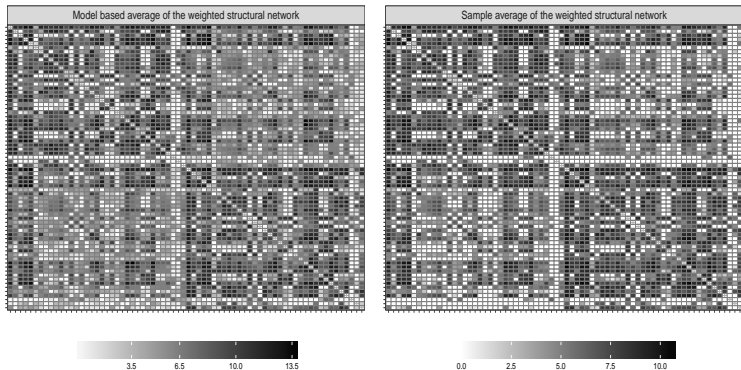 Model based average of the weighted structural network
Sample average of the weighted structural network
3.5 6.5 10.0 13.5
0.0 2.5 5.0 7.5 10.0